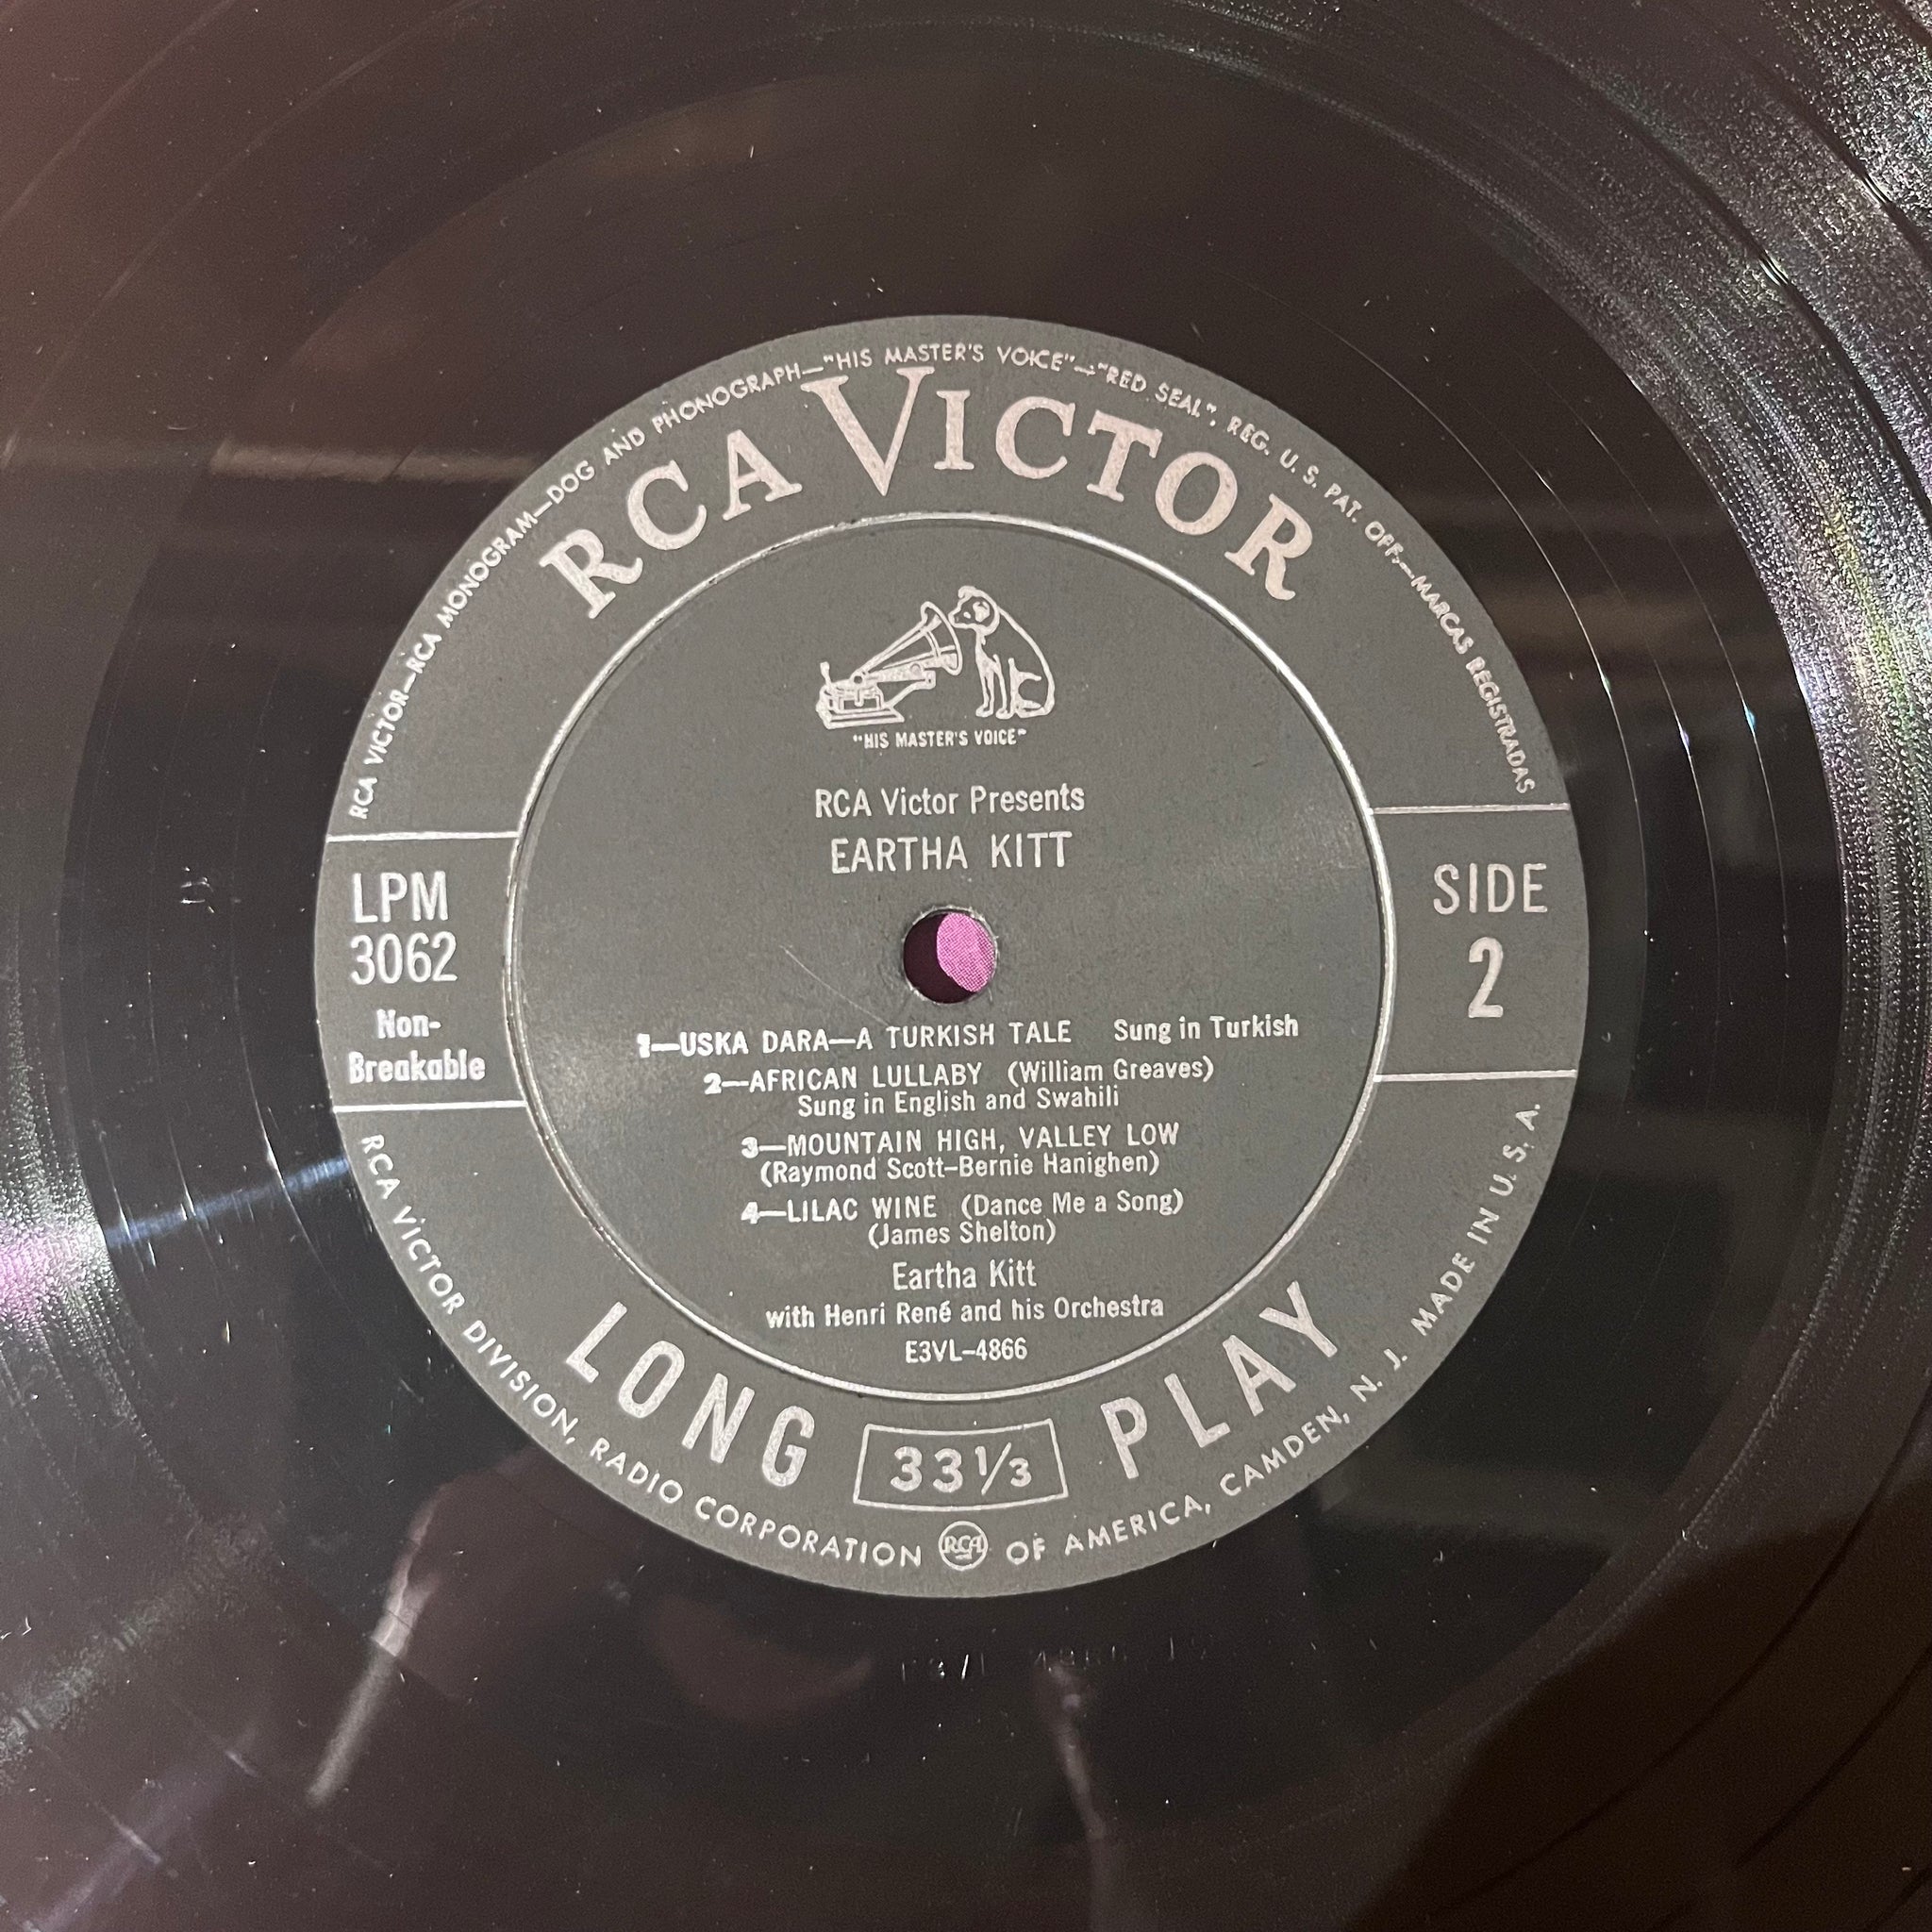 RCA VICTOR—RCA MONOGRAM—DOG AND PHONOGRAPH—"HIS MASTER'S VOICE"—"RED SEAL", REG. U. S. PAT. OFF.—MARCAS REGISTRADAS
RCA VICTOR
"HIS MASTER'S VOICE"
RCA Victor Presents
EARTHA KITT
LPM
3062
Non-
Breakable
SIDE
2
1—USKA DARA—A TURKISH TALE Sung in Turkish
2—AFRICAN LULLABY (William Greaves)
Sung in English and Swahili
3—MOUNTAIN HIGH, VALLEY LOW
(Raymond Scott–Bernie Hanighen)
4—LILAC WINE (Dance Me a Song)
(James Shelton)
Eartha Kitt
with Henri René and his Orchestra
E3VL–4866
LONG 33 1/3 PLAY
RCA VICTOR DIVISION, RADIO CORPORATION RCA OF AMERICA, CAMDEN, N. J. MADE IN U. S. A.